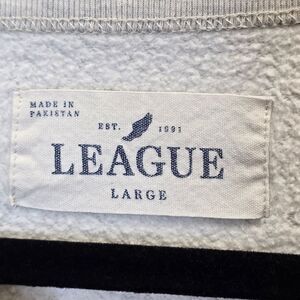 MADE IN
PAKISTAN
EST. 1991
LEAGUE
LARGE